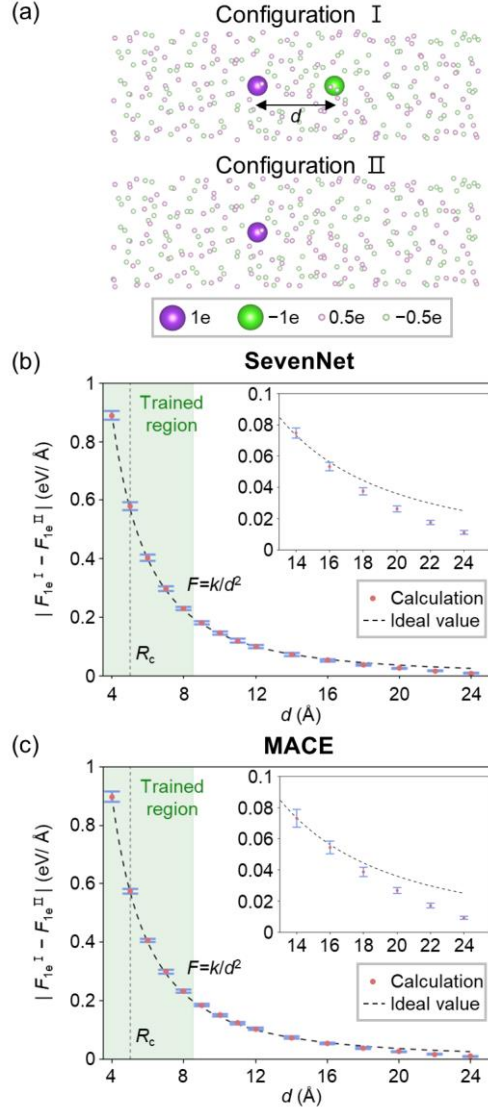 (a)
Configuration I
d
Configuration II
1e −1e 0.5e −0.5e
(b)
SevenNet
| F₁ₑᴵ − F₁ₑᴵᴵ | (eV/ Å)
1
0.8
0.6
0.4
0.2
0
Trained
region
F=k/d²
R꜀
0.1
0.08
0.06
0.04
0.02
0
14 16 18 20 22 24
Calculation
Ideal value
4 8 12 16 20 24
d (Å)
(c)
MACE
| F₁ₑᴵ − F₁ₑᴵᴵ | (eV/ Å)
1
0.8
0.6
0.4
0.2
0
Trained
region
F=k/d²
R꜀
0.1
0.08
0.06
0.04
0.02
0
14 16 18 20 22 24
Calculation
Ideal value
4 8 12 16 20 24
d (Å)